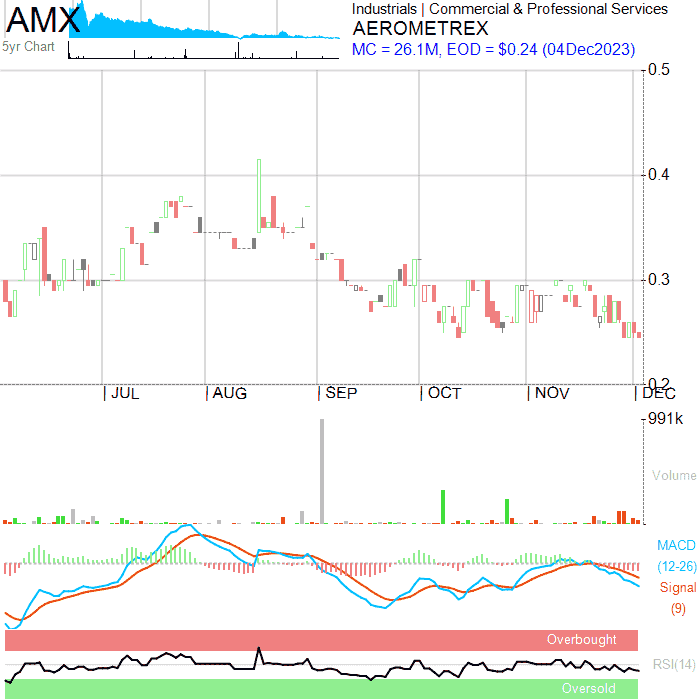 AMX
5yr Chart
Industrials | Commercial & Professional Services
AEROMETREX
MC = 26.1M, EOD = $0.24 (04Dec2023)
0.5
0.4
0.3
0.2
| JUL | AUG | SEP | OCT | NOV | DEC
991k
Volume
MACD
(12-26)
Signal
(9)
Overbought
RSI(14)
Oversold